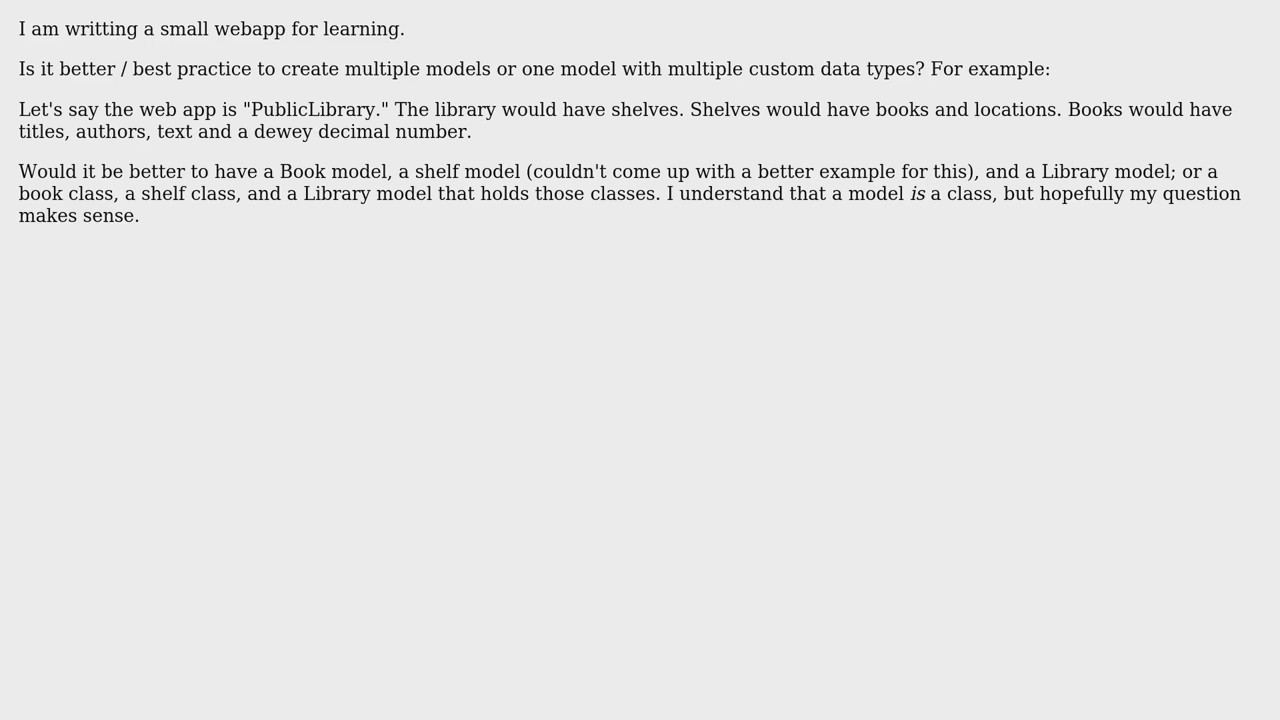 I am writting a small webapp for learning.
Is it better / best practice to create multiple models or one model with multiple custom data types? For example:
Let's say the web app is "PublicLibrary." The library would have shelves. Shelves would have books and locations. Books would have
titles, authors, text and a dewey decimal number.
Would it be better to have a Book model, a shelf model (couldn't come up with a better example for this), and a Library model; or a
book class, a shelf class, and a Library model that holds those classes. I understand that a model is a class, but hopefully my question
makes sense.